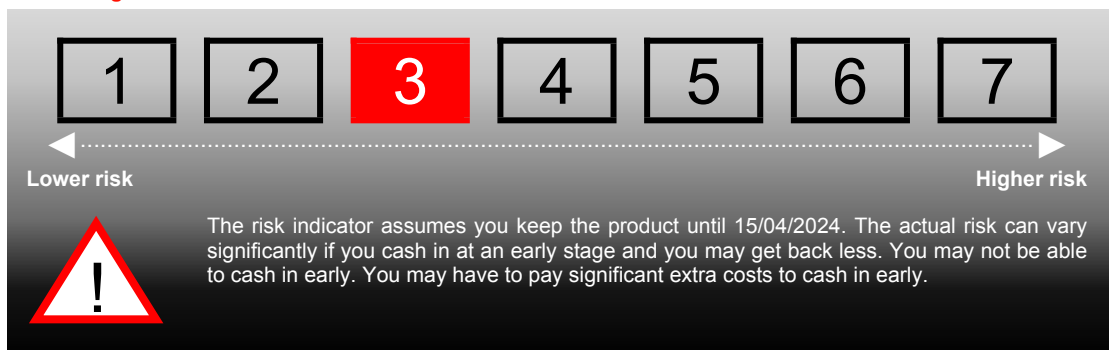 1 2 3 4 5 6 7
Lower risk Higher risk
The risk indicator assumes you keep the product until 15/04/2024. The actual risk can vary
significantly if you cash in at an early stage and you may get back less. You may not be able
to cash in early. You may have to pay significant extra costs to cash in early.
!